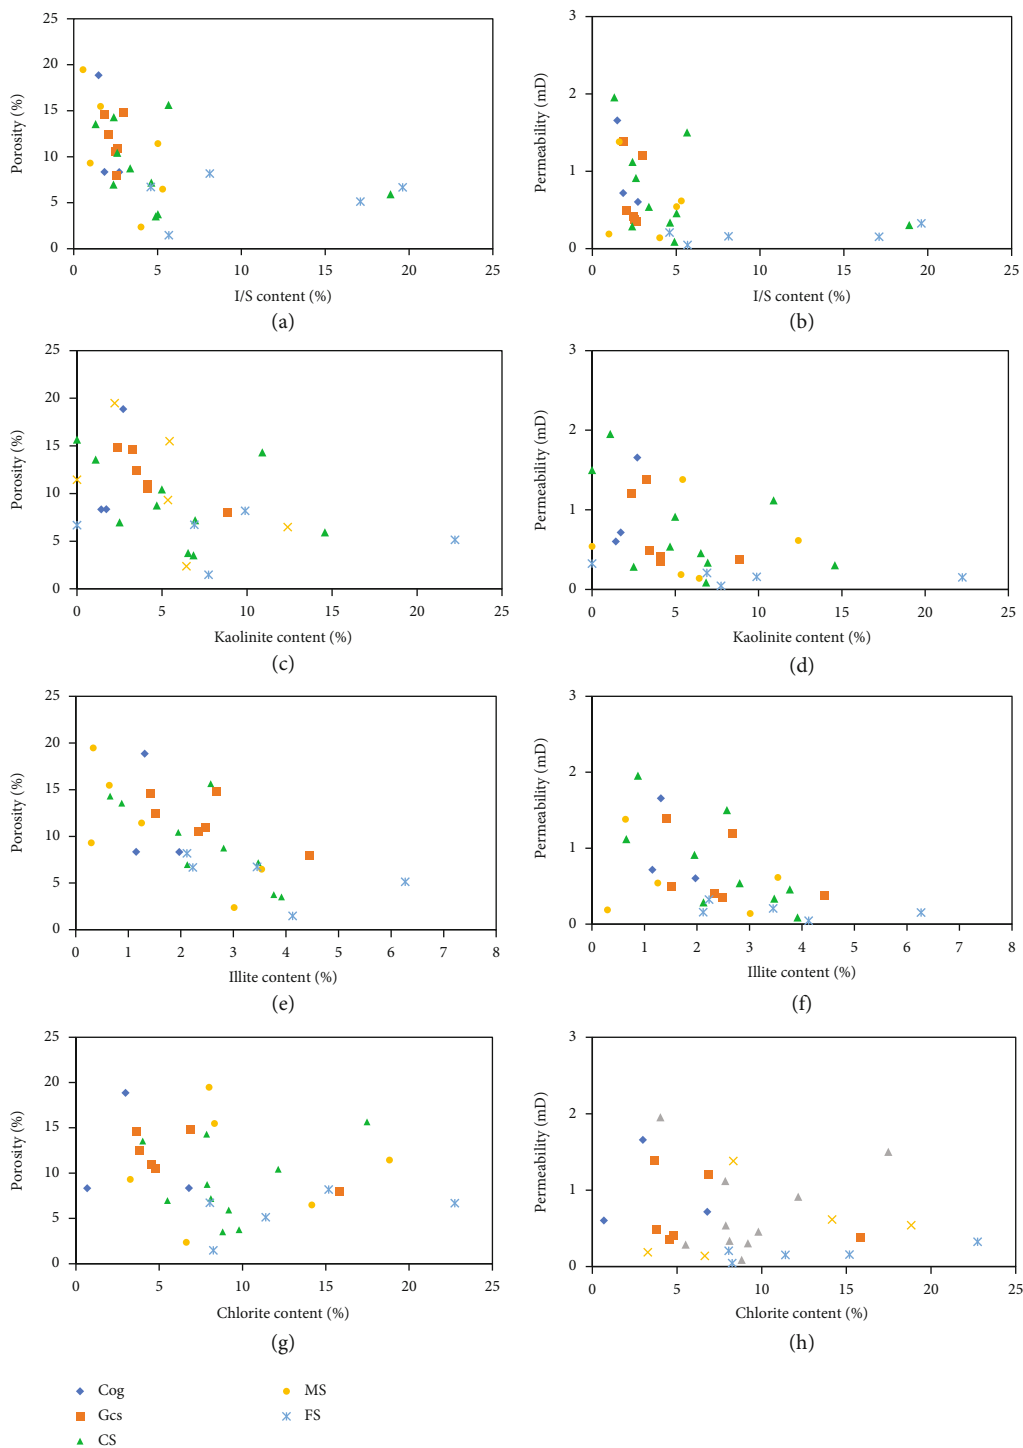 25
20
15
10
5
0
Porosity (%)
0 5 10 15 20 25
I/S content (%)
(a)
3
2
1
0
Permeability (mD)
0 5 10 15 20 25
I/S content (%)
(b)
25
20
15
10
5
0
Porosity (%)
0 5 10 15 20 25
Kaolinite content (%)
(c)
3
2
1
0
Permeability (mD)
0 5 10 15 20 25
Kaolinite content (%)
(d)
25
20
15
10
5
0
Porosity (%)
0 1 2 3 4 5 6 7 8
Illite content (%)
(e)
3
2
1
0
Permeability (mD)
0 1 2 3 4 5 6 7 8
Illite content (%)
(f)
25
20
15
10
5
0
Porosity (%)
0 5 10 15 20 25
Chlorite content (%)
(g)
3
2
1
0
Permeability (mD)
0 5 10 15 20 25
Chlorite content (%)
(h)
Cog
Gcs
CS
MS
FS